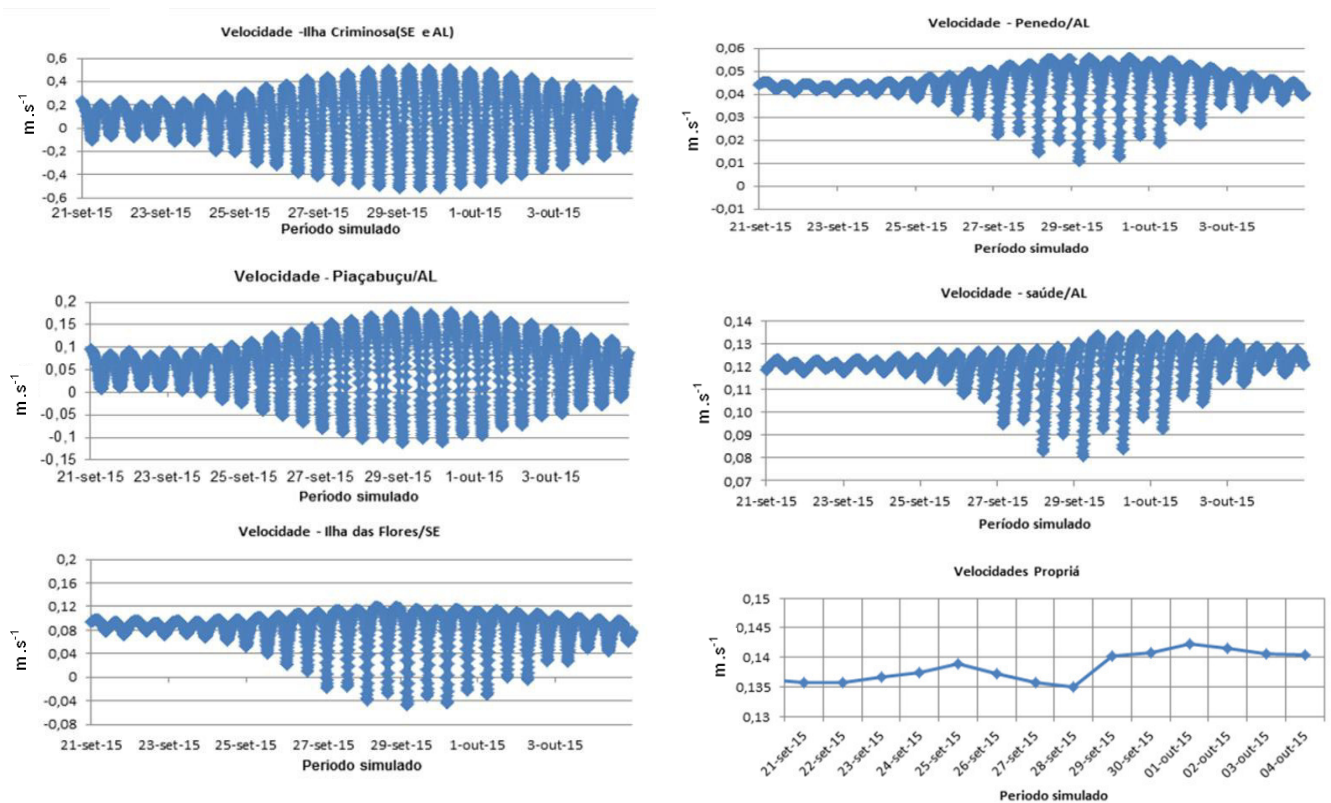 Velocidade -Ilha Criminosa(SE e AL)
0,6
0,4
0,2
0
-0,2
-0,4
-0,6
m .s-1
21-set-15 23-set-15 25-set-15 27-set-15 29-set-15 1-out-15 3-out-15
Periodo simulado
Velocidade - Piaçabuçu/AL
0,2
0,15
0,1
0,05
0
-0,05
-0,1
-0,15
m .s-1
21-set-15 23-set-15 25-set-15 27-set-15 29-set-15 1-out-15 3-out-15
Periodo simulado
Velocidade - Ilha das Flores/SE
0,2
0,16
0,12
0,08
0,04
0
-0,04
-0,08
m .s-1
21-set-15 23-set-15 25-set-15 27-set-15 29-set-15 1-out-15 3-out-15
Periodo simulado
Velocidade - Penedo/AL
0,06
0,05
0,04
0,03
0,02
0,01
0
-0,01
m .s-1
21-set-15 23-set-15 25-set-15 27-set-15 29-set-15 1-out-15 3-out-15
Período simulado
Velocidade - saúde/AL
0,14
0,13
0,12
0,11
0,10
0,09
0,08
0,07
m .s-1
21-set-15 23-set-15 25-set-15 27-set-15 29-set-15 1-out-15 3-out-15
Período simulado
Velocidades Propriá
0,15
0,145
0,14
0,135
0,13
m .s-1
21-set-15 22-set-15 23-set-15 24-set-15 25-set-15 26-set-15 27-set-15 28-set-15 29-set-15 30-set-15 01-out-15 02-out-15 03-out-15 04-out-15
Periodo simulado